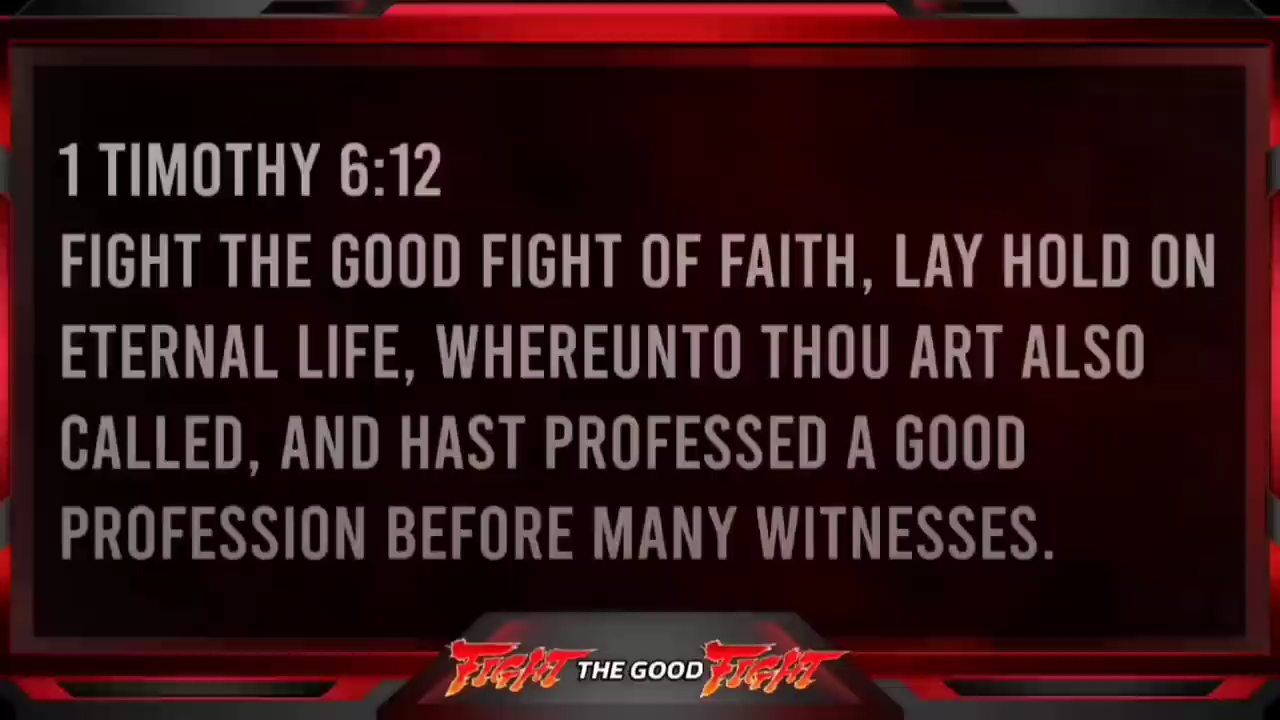 1 TIMOTHY 6:12
FIGHT THE GOOD FIGHT OF FAITH, LAY HOLD ON
ETERNAL LIFE, WHEREUNTO THOU ART ALSO
CALLED, AND HAST PROFESSED A GOOD
PROFESSION BEFORE MANY WITNESSES.
FIGHT THE GOOD FIGHT